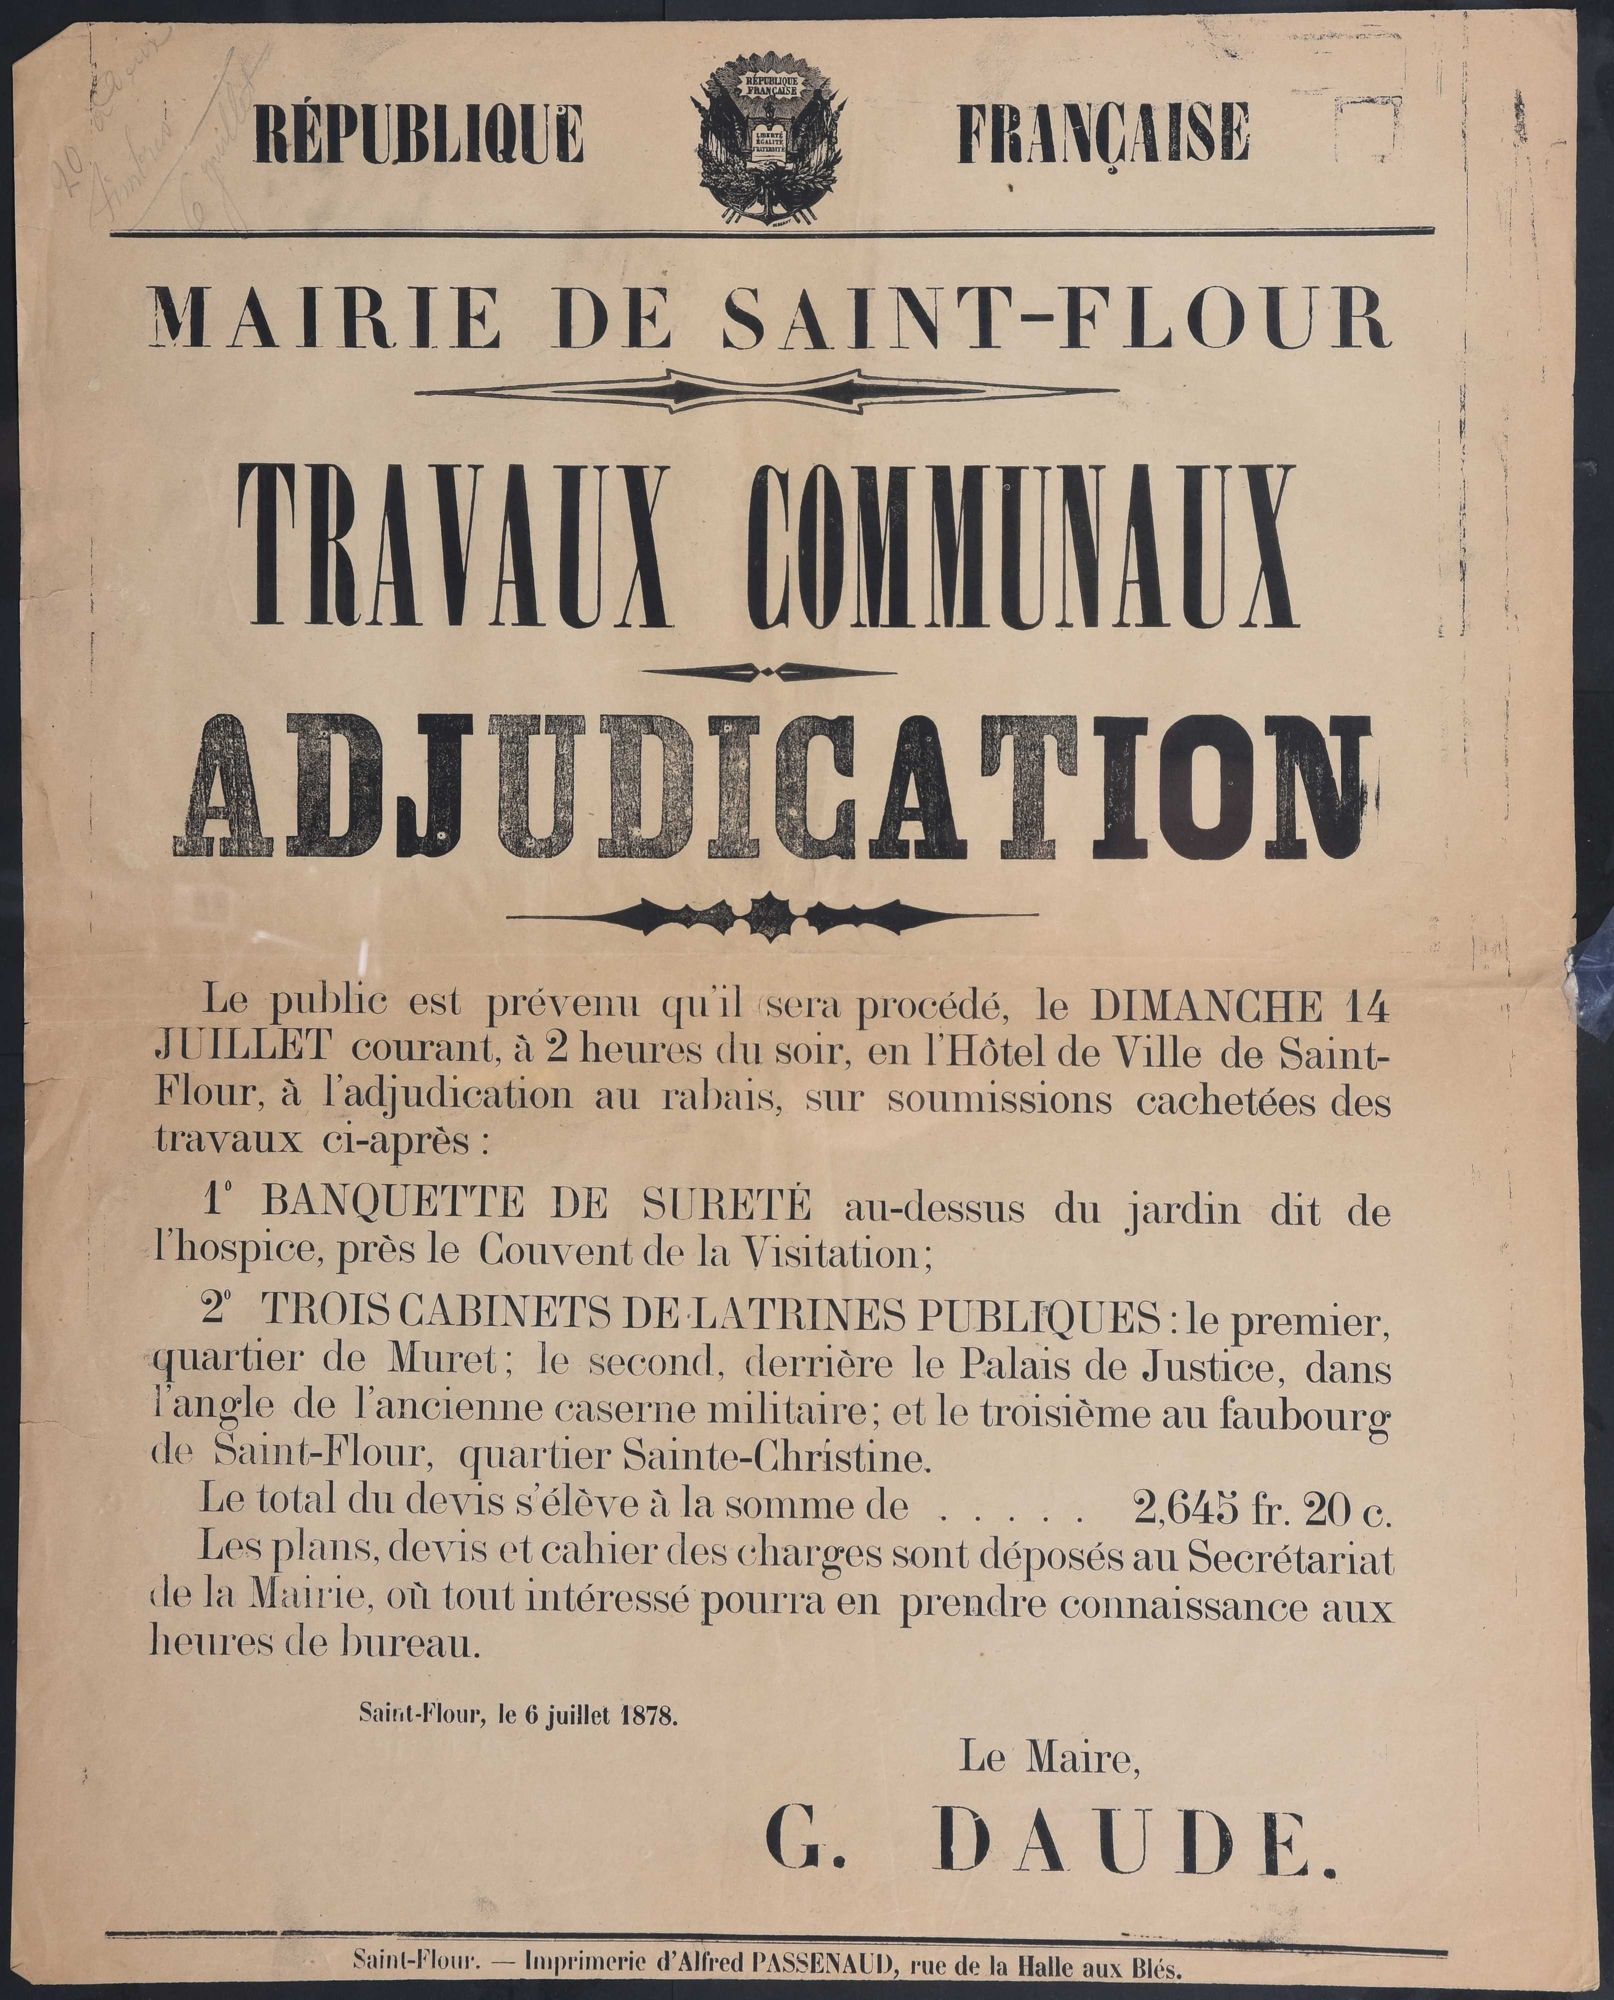 RÉPUBLIQUE FRANÇAISE
RÉPUBLIQUE
FRANÇAISE
LIBERTÉ
ÉGALITÉ
FRATERNITÉ
MAIRIE DE SAINT-FLOUR
TRAVAUX COMMUNAUX
ADJUDICATION
Le public est prévenu qu'il sera procédé, le DIMANCHE 14
JUILLET courant, à 2 heures du soir, en l'Hôtel de Ville de Saint-
Flour, à l'adjudication au rabais, sur soumissions cachetées des
travaux ci-après :
1° BANQUETTE DE SURETÉ au-dessus du jardin dit de
l'hospice, près le Couvent de la Visitation;
2° TROIS CABINETS DE LATRINES PUBLIQUES : le premier,
quartier de Muret; le second, derrière le Palais de Justice, dans
l'angle de l'ancienne caserne militaire; et le troisième au faubourg
de Saint-Flour, quartier Sainte-Christine.
Le total du devis s'élève à la somme de . . . . . 2,645 fr. 20 c.
Les plans, devis et cahier des charges sont déposés au Secrétariat
de la Mairie, où tout intéressé pourra en prendre connaissance aux
heures de bureau.
Saint-Flour, le 6 juillet 1878.
Le Maire,
G. DAUDE.
Saint-Flour. — Imprimerie d'Alfred PASSENAUD, rue de la Halle aux Blés.